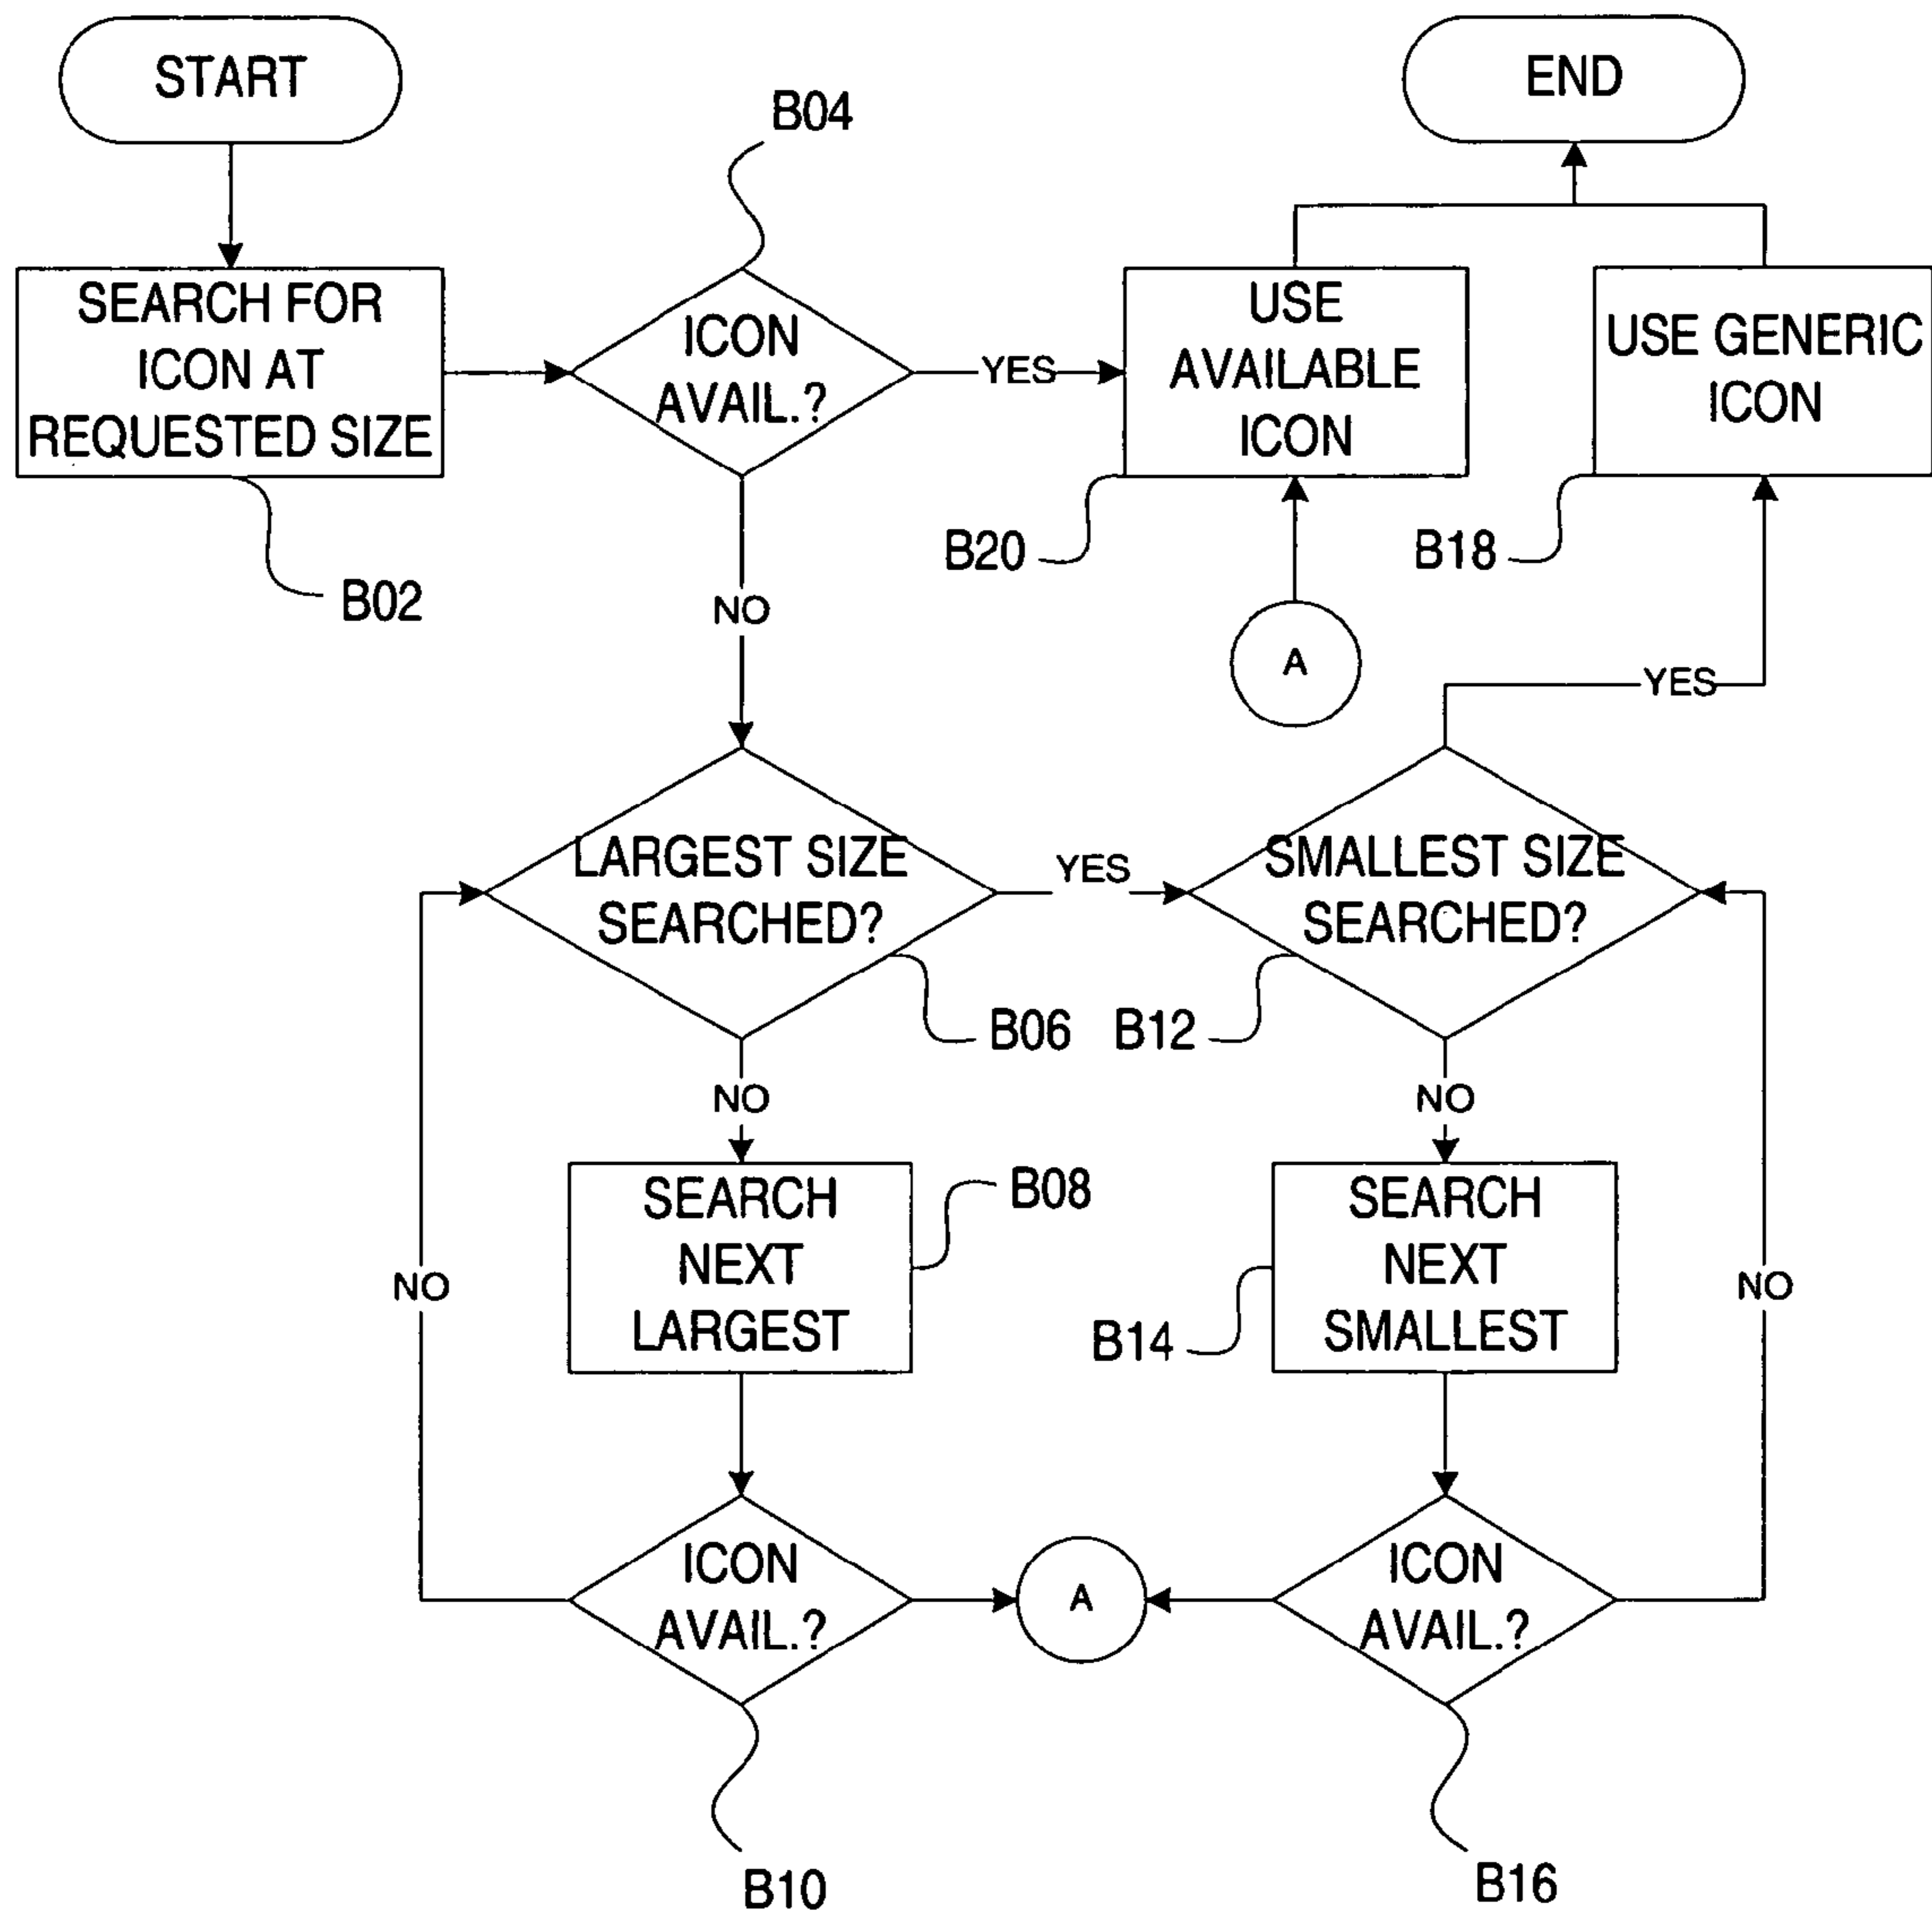 START
END
B04
SEARCH FOR
ICON AT
REQUESTED SIZE
ICON
AVAIL.?
YES
USE
AVAILABLE
ICON
USE GENERIC
ICON
B02
NO
B20
B18
A
YES
LARGEST SIZE
SEARCHED?
YES
SMALLEST SIZE
SEARCHED?
B06
B12
NO
NO
SEARCH
NEXT
LARGEST
B08
SEARCH
NEXT
SMALLEST
B14
NO
NO
ICON
AVAIL.?
A
ICON
AVAIL.?
B10
B16